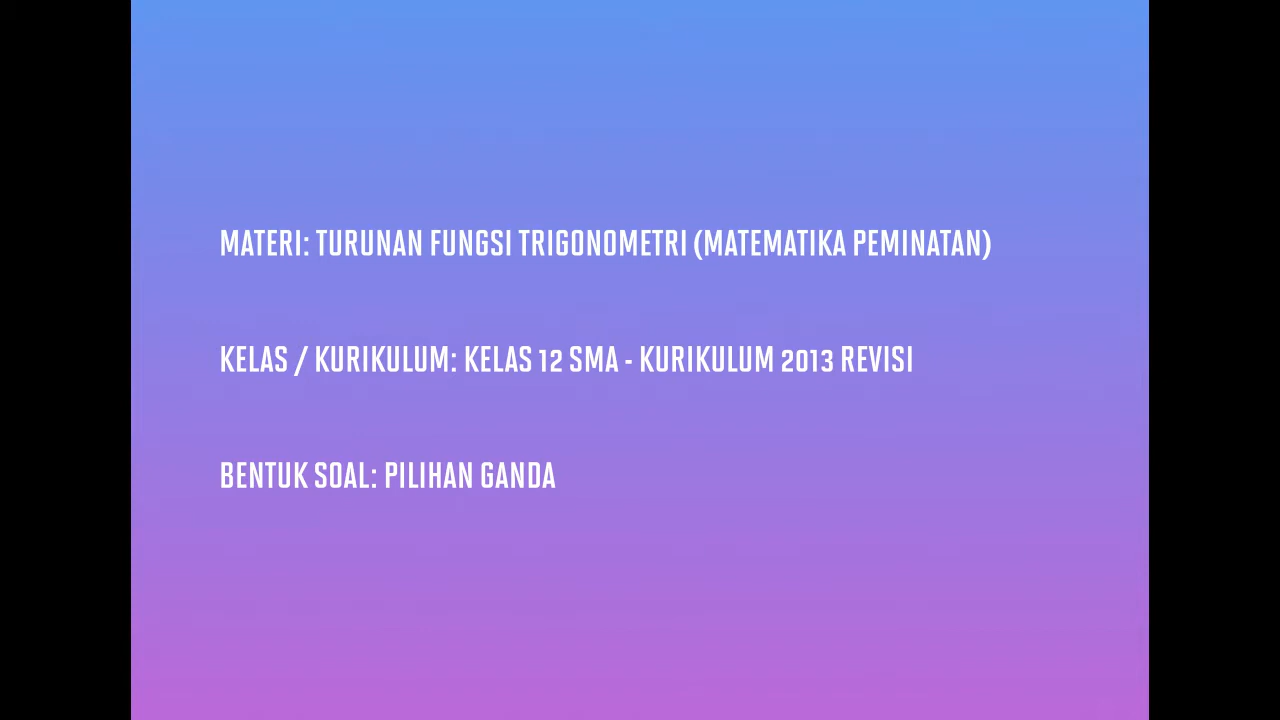 MATERI: TURUNAN FUNGSI TRIGONOMETRI (MATEMATIKA PEMINATAN)
KELAS / KURIKULUM: KELAS 12 SMA - KURIKULUM 2013 REVISI
BENTUK SOAL: PILIHAN GANDA